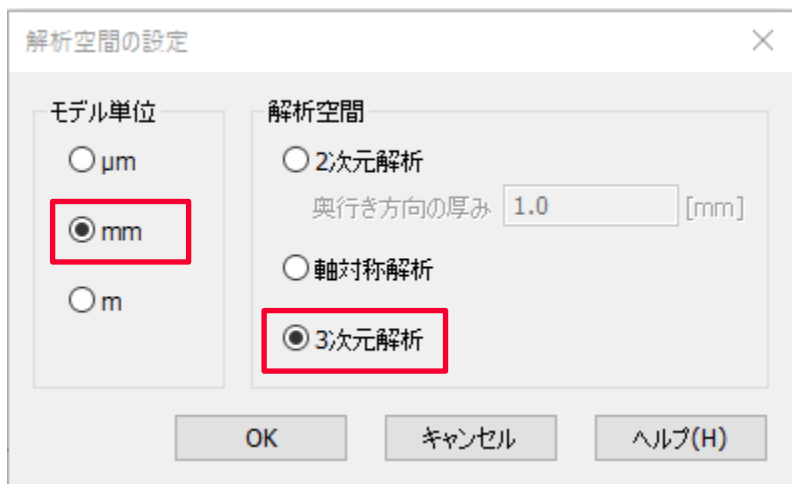 解析空間の設定
モデル単位
μm
mm
m
解析空間
2次元解析
奥行き方向の厚み 1.0 [mm]
軸対称解析
3次元解析
OK キャンセル ヘルプ(H)